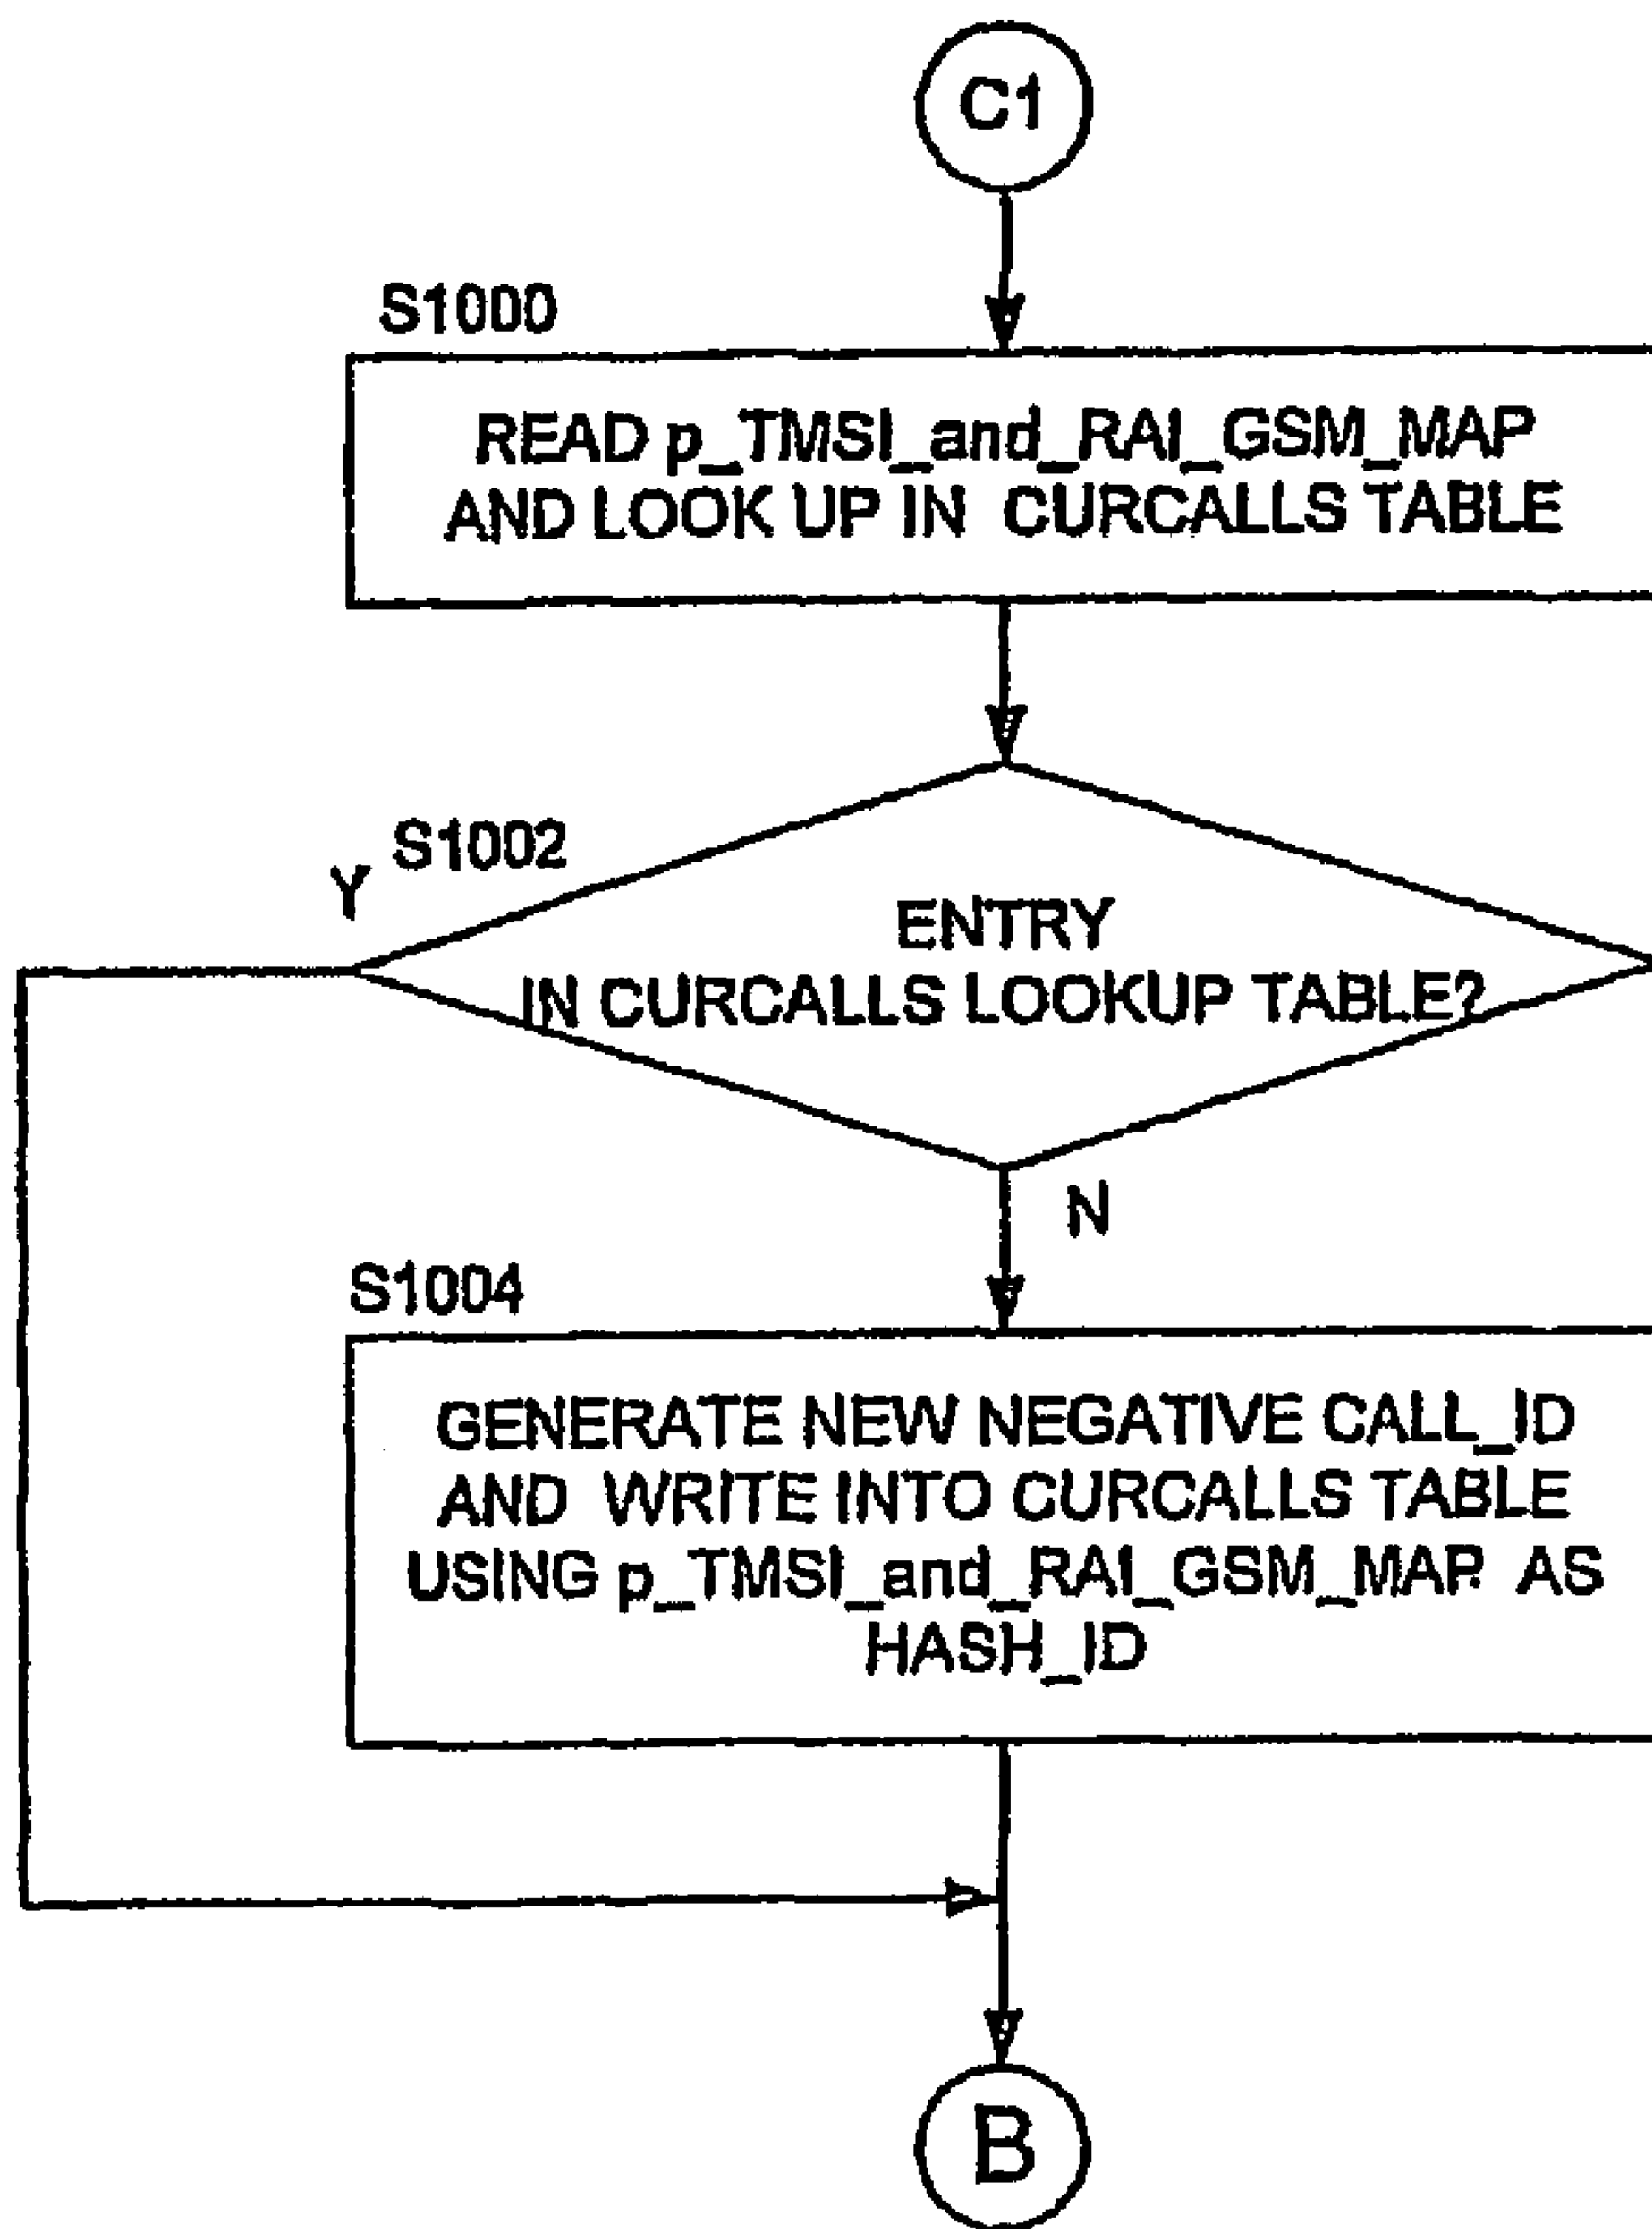 C1
S1000
READ p_TMSI_and_RAI_GSM_MAP
AND LOOK UP IN CURCALLS TABLE
S1002
Y
ENTRY
IN CURCALLS LOOKUP TABLE?
N
S1004
GENERATE NEW NEGATIVE CALL_ID
AND WRITE INTO CURCALLS TABLE
USING p_TMSI_and_RAI_GSM_MAP AS
HASH_ID
B